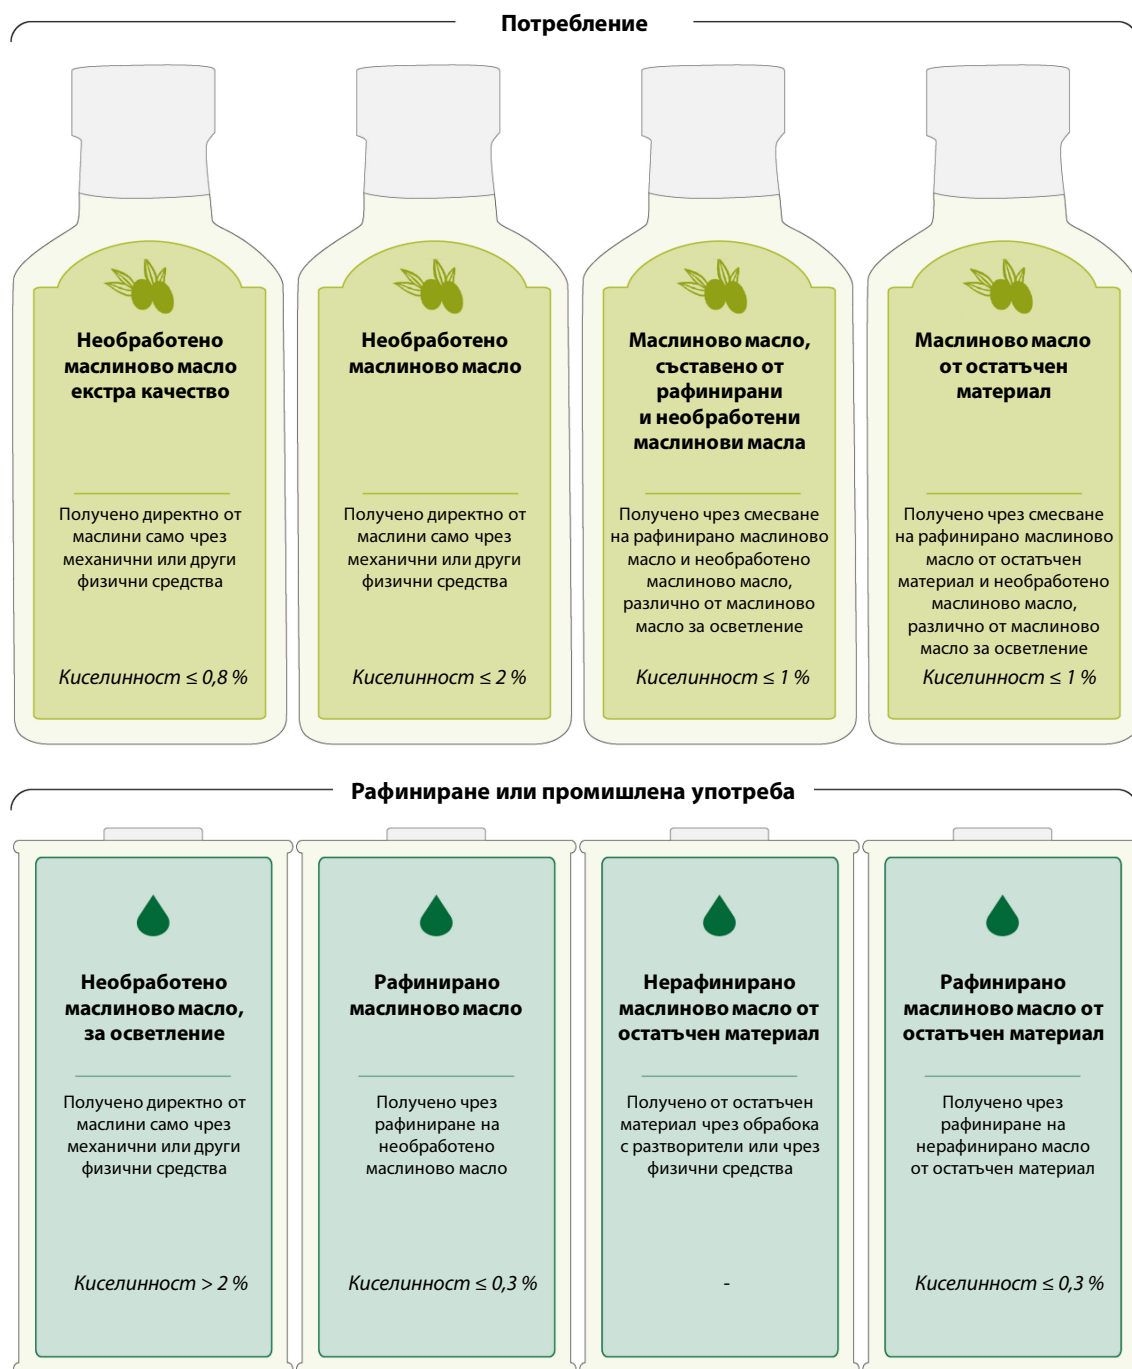 Потребление
Необработено
маслиново масло
екстра качество
Получено директно от
маслини само чрез
механични или други
физични средства
Киселинност ≤ 0,8 %
Необработено
маслиново масло
Получено директно от
маслини само чрез
механични или други
физични средства
Киселинност ≤ 2 %
Маслиново масло,
съставено от
рафинирани
и необработени
маслинови масла
Получено чрез смесване
на рафинирано маслиново
масло и необработено
маслиново масло,
различно от маслиново
масло за осветление
Киселинност ≤ 1 %
Маслиново масло
от остатъчен
материал
Получено чрез смесване
на рафинирано маслиново
масло от остатъчен
материал и необработено
маслиново масло,
различно от маслиново
масло за осветление
Киселинност ≤ 1 %
Рафиниране или промишлена употреба
Необработено
маслиново масло,
за осветление
Получено директно от
маслини само чрез
механични или други
физични средства
Киселинност > 2 %
Рафинирано
маслиново масло
Получено чрез
рафиниране на
необработено
маслиново масло
Киселинност ≤ 0,3 %
Нерафинирано
маслиново масло от
остатъчен материал
Получено от остатъчен
материал чрез обрабока
с разтворители или чрез
физични средства
-
Рафинирано
маслиново масло от
остатъчен материал
Получено чрез
рафиниране на
нерафинирано масло
от остатъчен материал
Киселинност ≤ 0,3 %